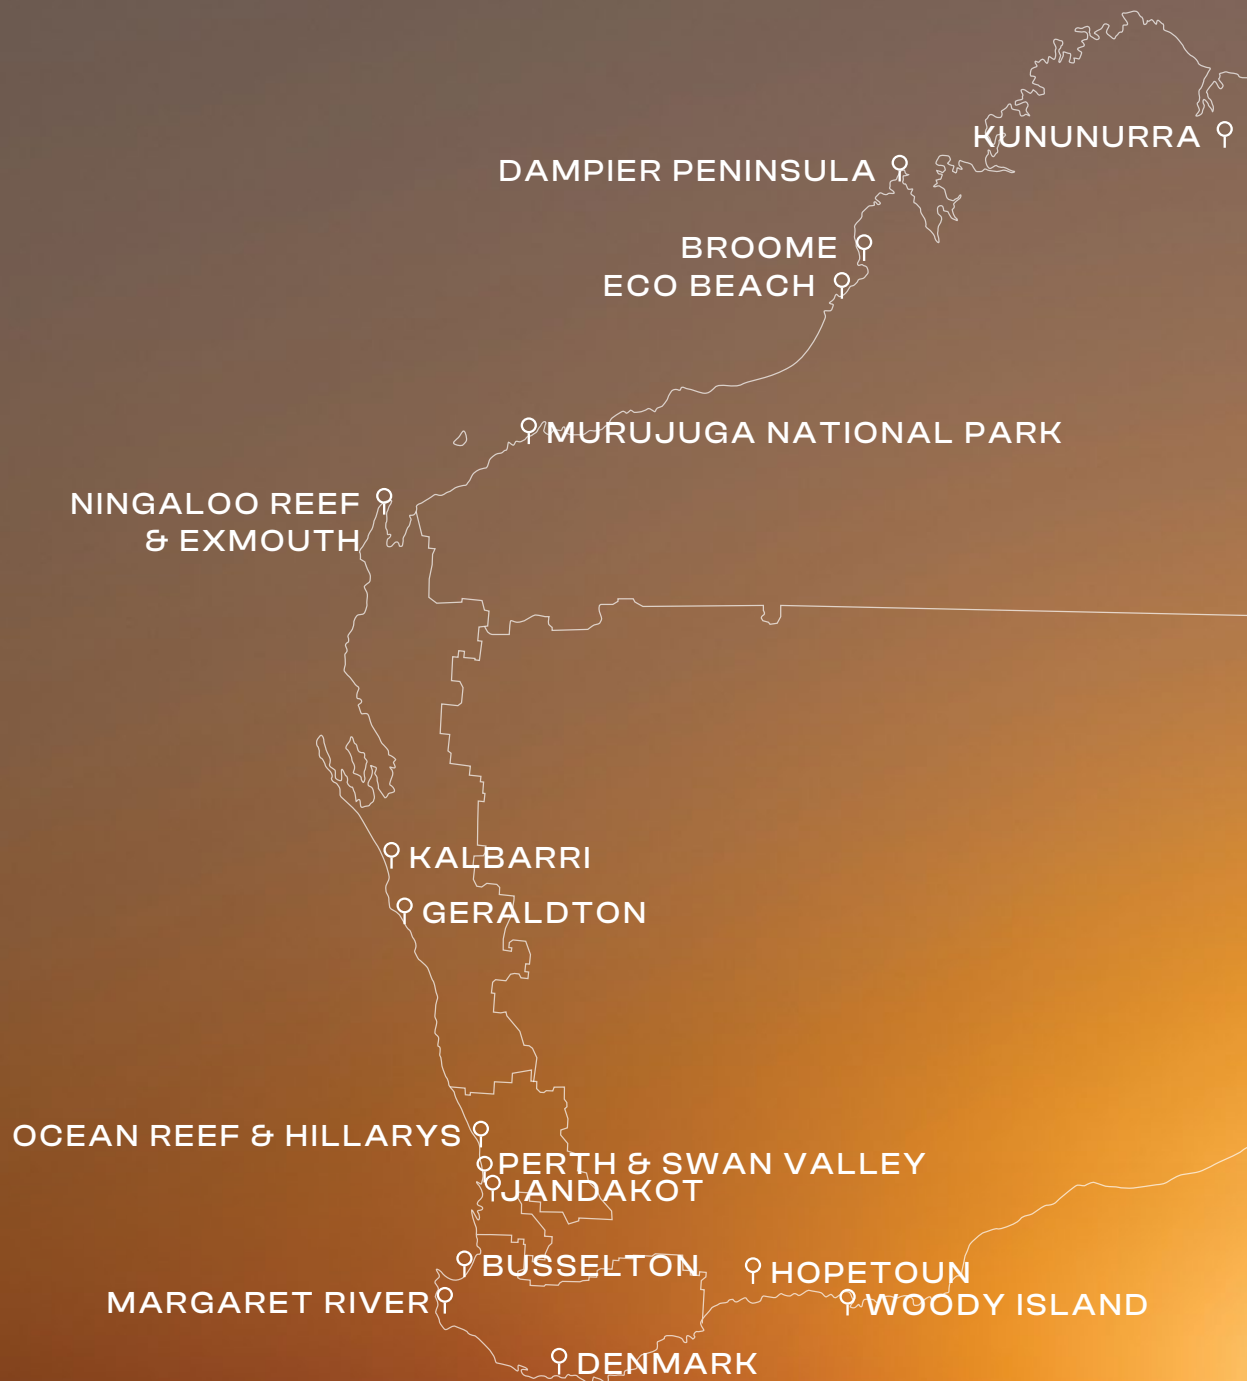 KUNUNURRA
DAMPIER PENINSULA
BROOME
ECO BEACH
MURUJUGA NATIONAL PARK
NINGALOO REEF
& EXMOUTH
KALBARRI
GERALDTON
OCEAN REEF & HILLARYS
PERTH & SWAN VALLEY
JANDAKOT
BUSSELTON
HOPETOUN
MARGARET RIVER
WOODY ISLAND
DENMARK